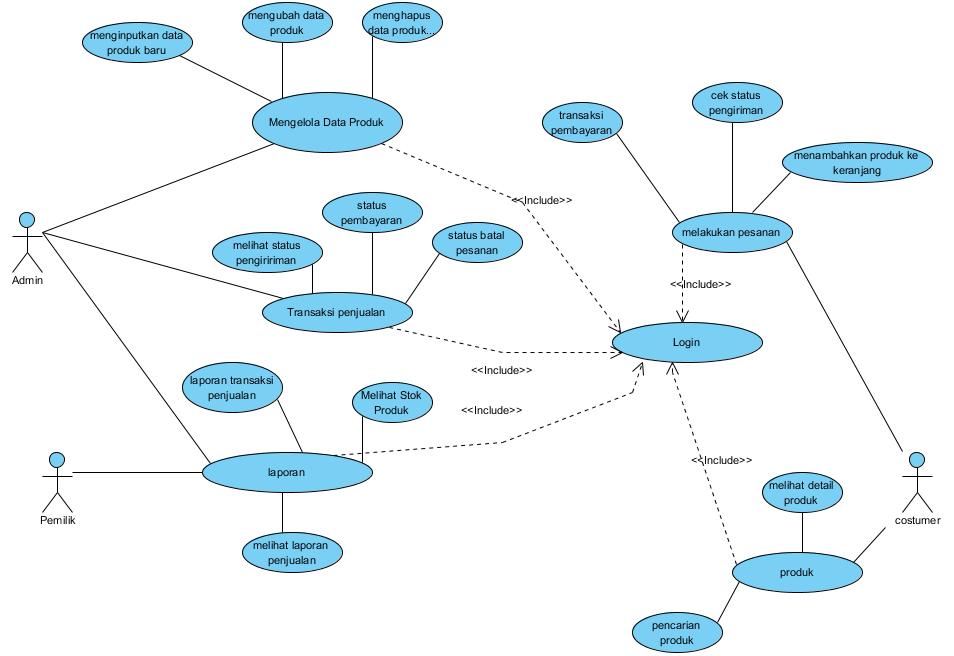 menginputkan data
produk baru
mengubah data
produk
menghapus
data produk...
Mengelola Data Produk
transaksi
pembayaran
cek status
pengiriman
menambahkan produk ke
keranjang
melakukan pesanan
<<Include>>
Admin
melihat status
pengiririman
status
pembayaran
status batal
pesanan
Transaksi penjualan
<<Include>>
Login
<<Include>>
laporan transaksi
penjualan
Melihat Stok
Produk
<<Include>>
laporan
Pemilik
melihat laporan
penjualan
<<Include>>
costumer
melihat detail
produk
produk
pencarian
produk